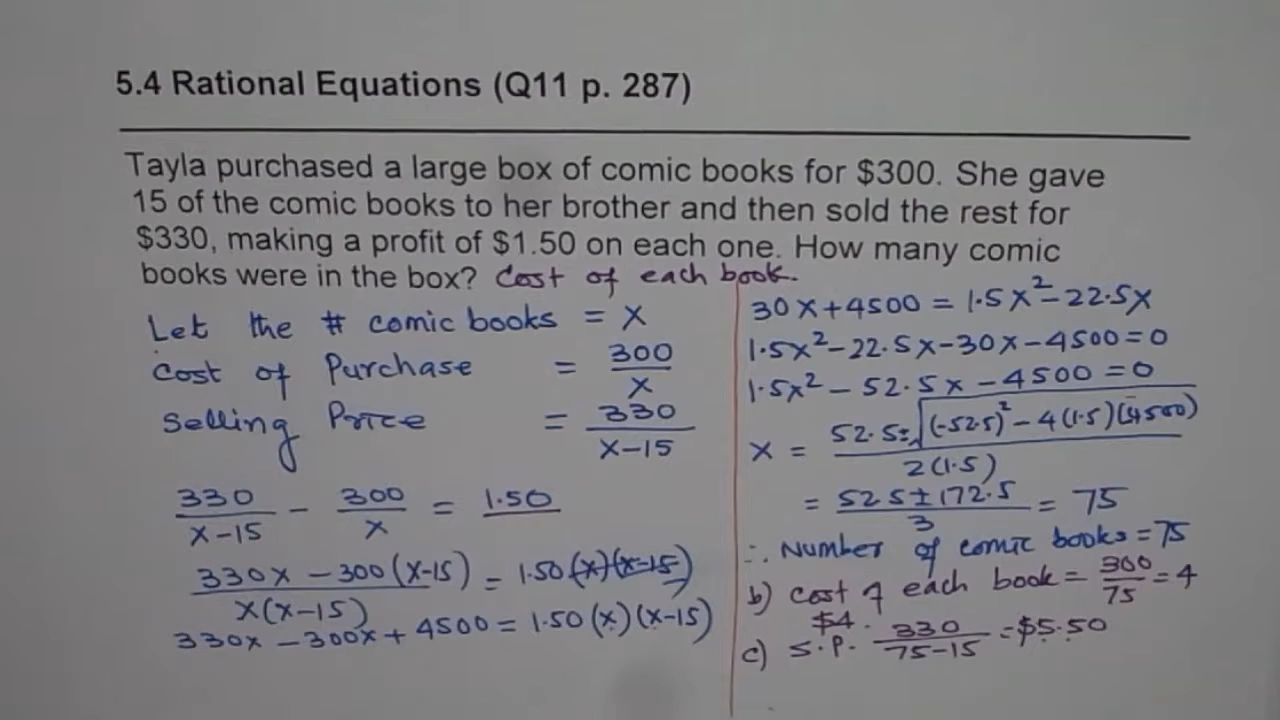 5.4 Rational Equations (Q11 p. 287)
Tayla purchased a large box of comic books for $300. She gave
15 of the comic books to her brother and then sold the rest for
$330, making a profit of $1.50 on each one. How many comic
books were in the box? Cost of each book.
Let the # comic books = x
Cost of Purchase = 300/x
Selling Price = 330/(x-15)
330/(x-15) - 300/x = 1.50
(330x - 300(x-15))/(x(x-15)) = 1.50(x)(x-15)
330x - 300x + 4500 = 1.50(x)(x-15)
30x + 4500 = 1.5x² - 22.5x
1.5x² - 22.5x - 30x - 4500 = 0
1.5x² - 52.5x - 4500 = 0
x = (52.5 ± √((-52.5)² - 4(1.5)(-4500)))/(2(1.5))
= (52.5 ± 172.5)/3 = 75
∴ Number of comic books = 75
b) cost of each book = 300/75 = 4
$4.
c) S.P. 330/(75-15) = $5.50